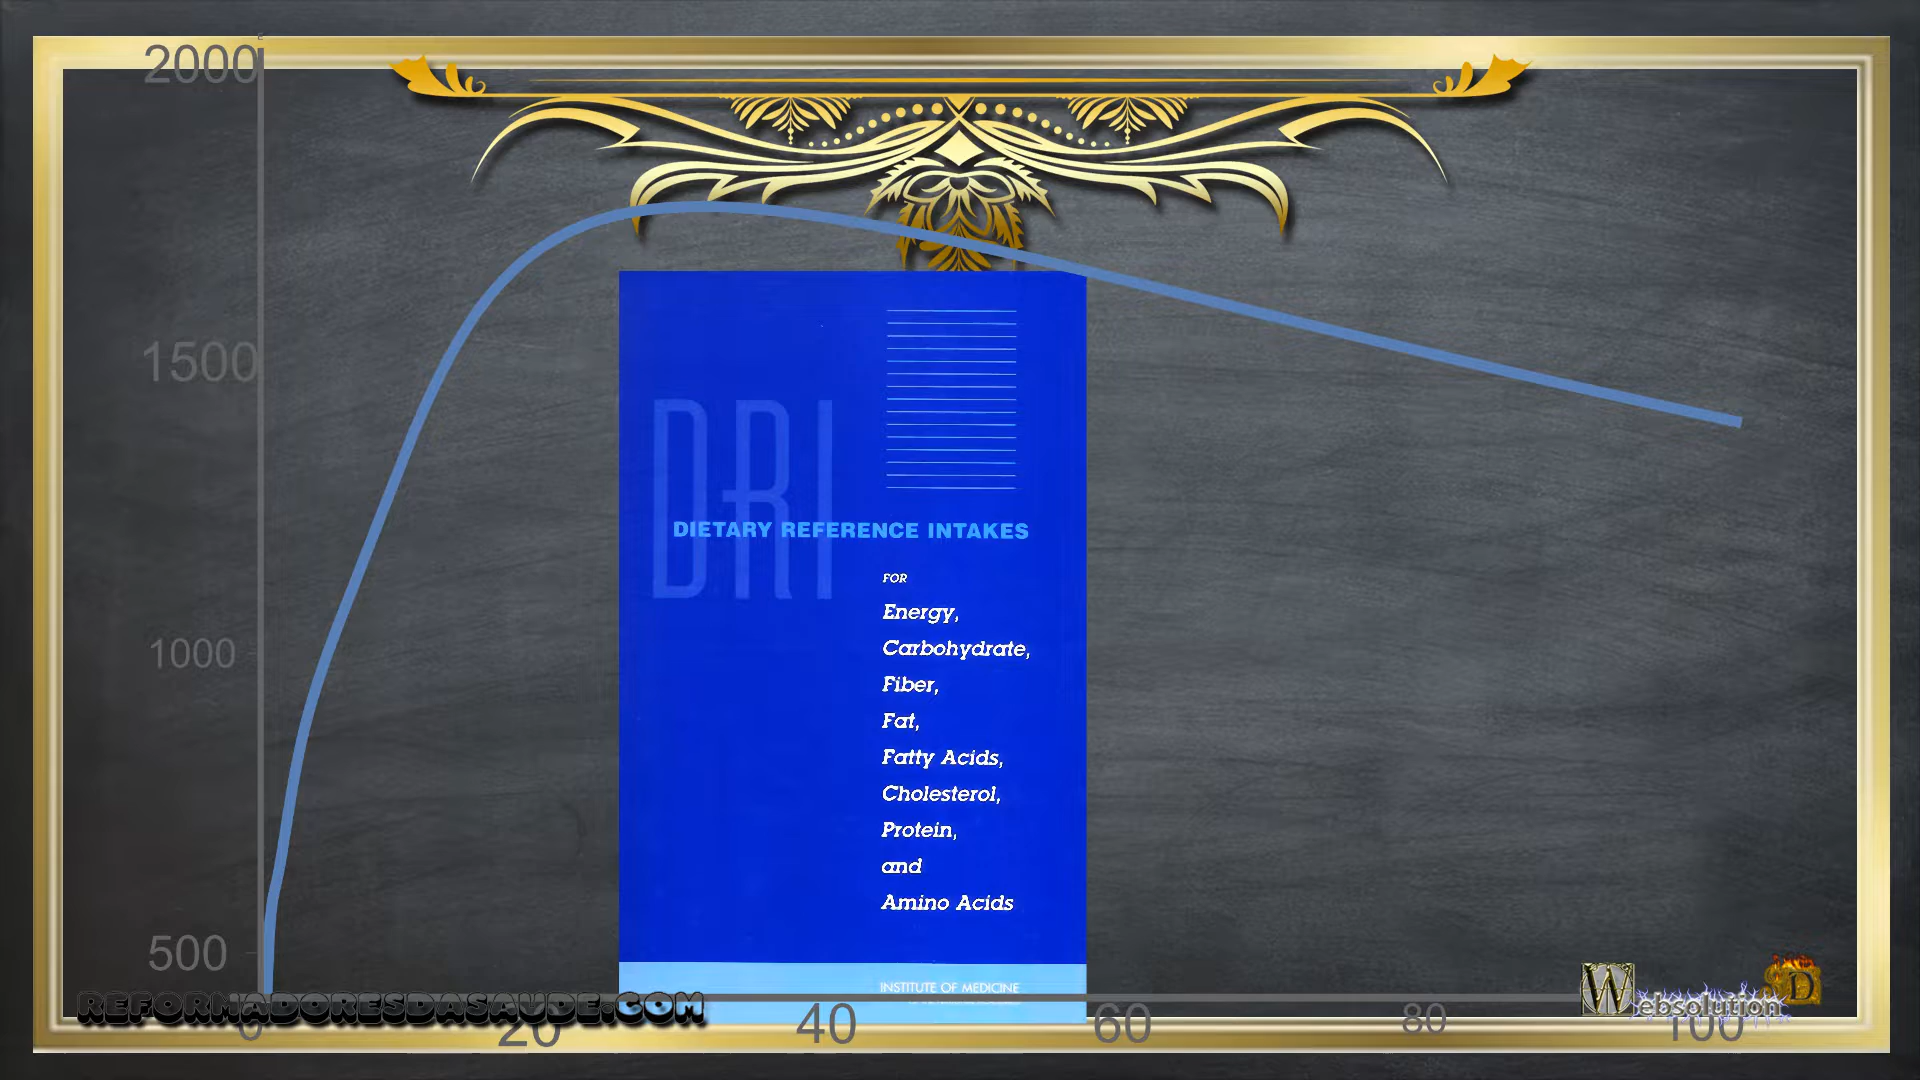 2000
1500
1000
500
DRI
DIETARY REFERENCE INTAKES
FOR
Energy,
Carbohydrate,
Fiber,
Fat,
Fatty Acids,
Cholesterol,
Protein,
and
Amino Acids
INSTITUTE OF MEDICINE
REFORMADORESDASAUDE.COM
Websolution D
0 20 40 60 80 100